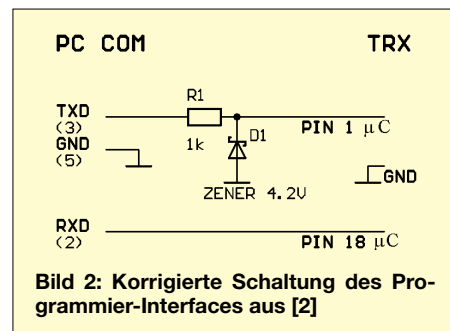 PC COM TRX
R1
TXD
(3)
PIN 1 µC
GND
(5)
1k
D1
GND
ZENER 4.2V
RXD
(2)
PIN 18 µC
Bild 2: Korrigierte Schaltung des Pro-
grammier-Interfaces aus [2]